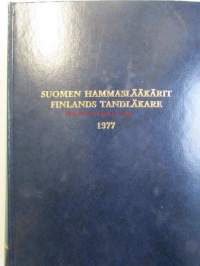 SUOMEN HAMMASLÄÄKÄRIT
FINLANDS TANDLÄKARE
1977